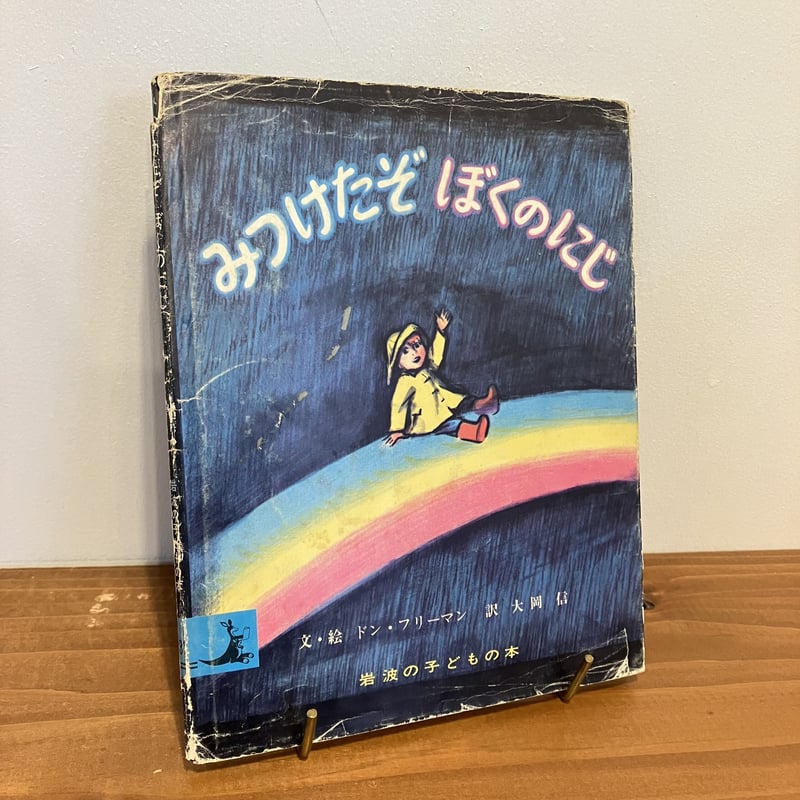 みつけたぞ ぼくのにじ
文・絵 ドン・フリーマン 訳 大岡 信
岩波の子どもの本